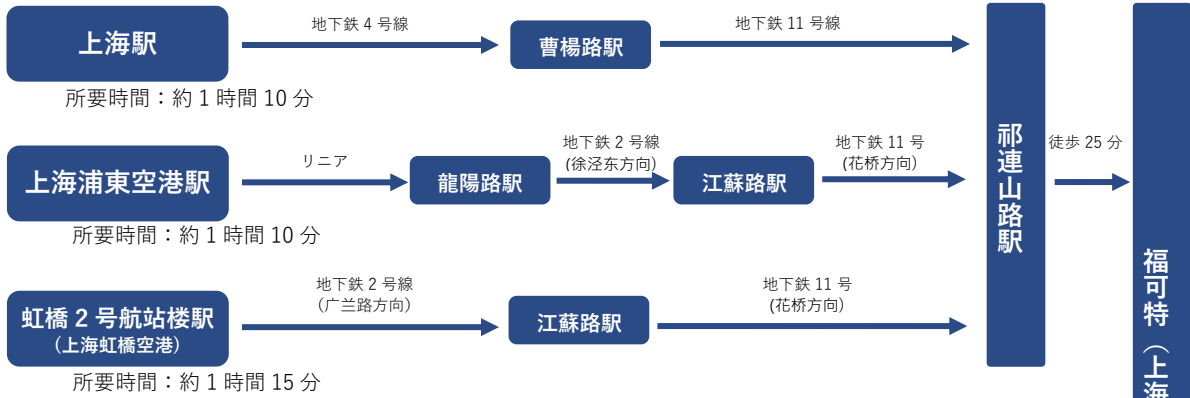 上海駅
地下鉄 4 号線
曹楊路駅
地下鉄 11 号線
所要時間：約 1 時間 10 分
上海浦東空港駅
リニア
龍陽路駅
地下鉄 2 号線
(徐泾东方向)
江蘇路駅
地下鉄 11 号
(花桥方向)
所要時間：約 1 時間 10 分
虹橋 2 号航站楼駅
(上海虹橋空港)
地下鉄 2 号線
(广兰路方向)
江蘇路駅
地下鉄 11 号
(花桥方向)
所要時間：約 1 時間 15 分
祁連山路駅
徒歩 25 分
福可特（上海